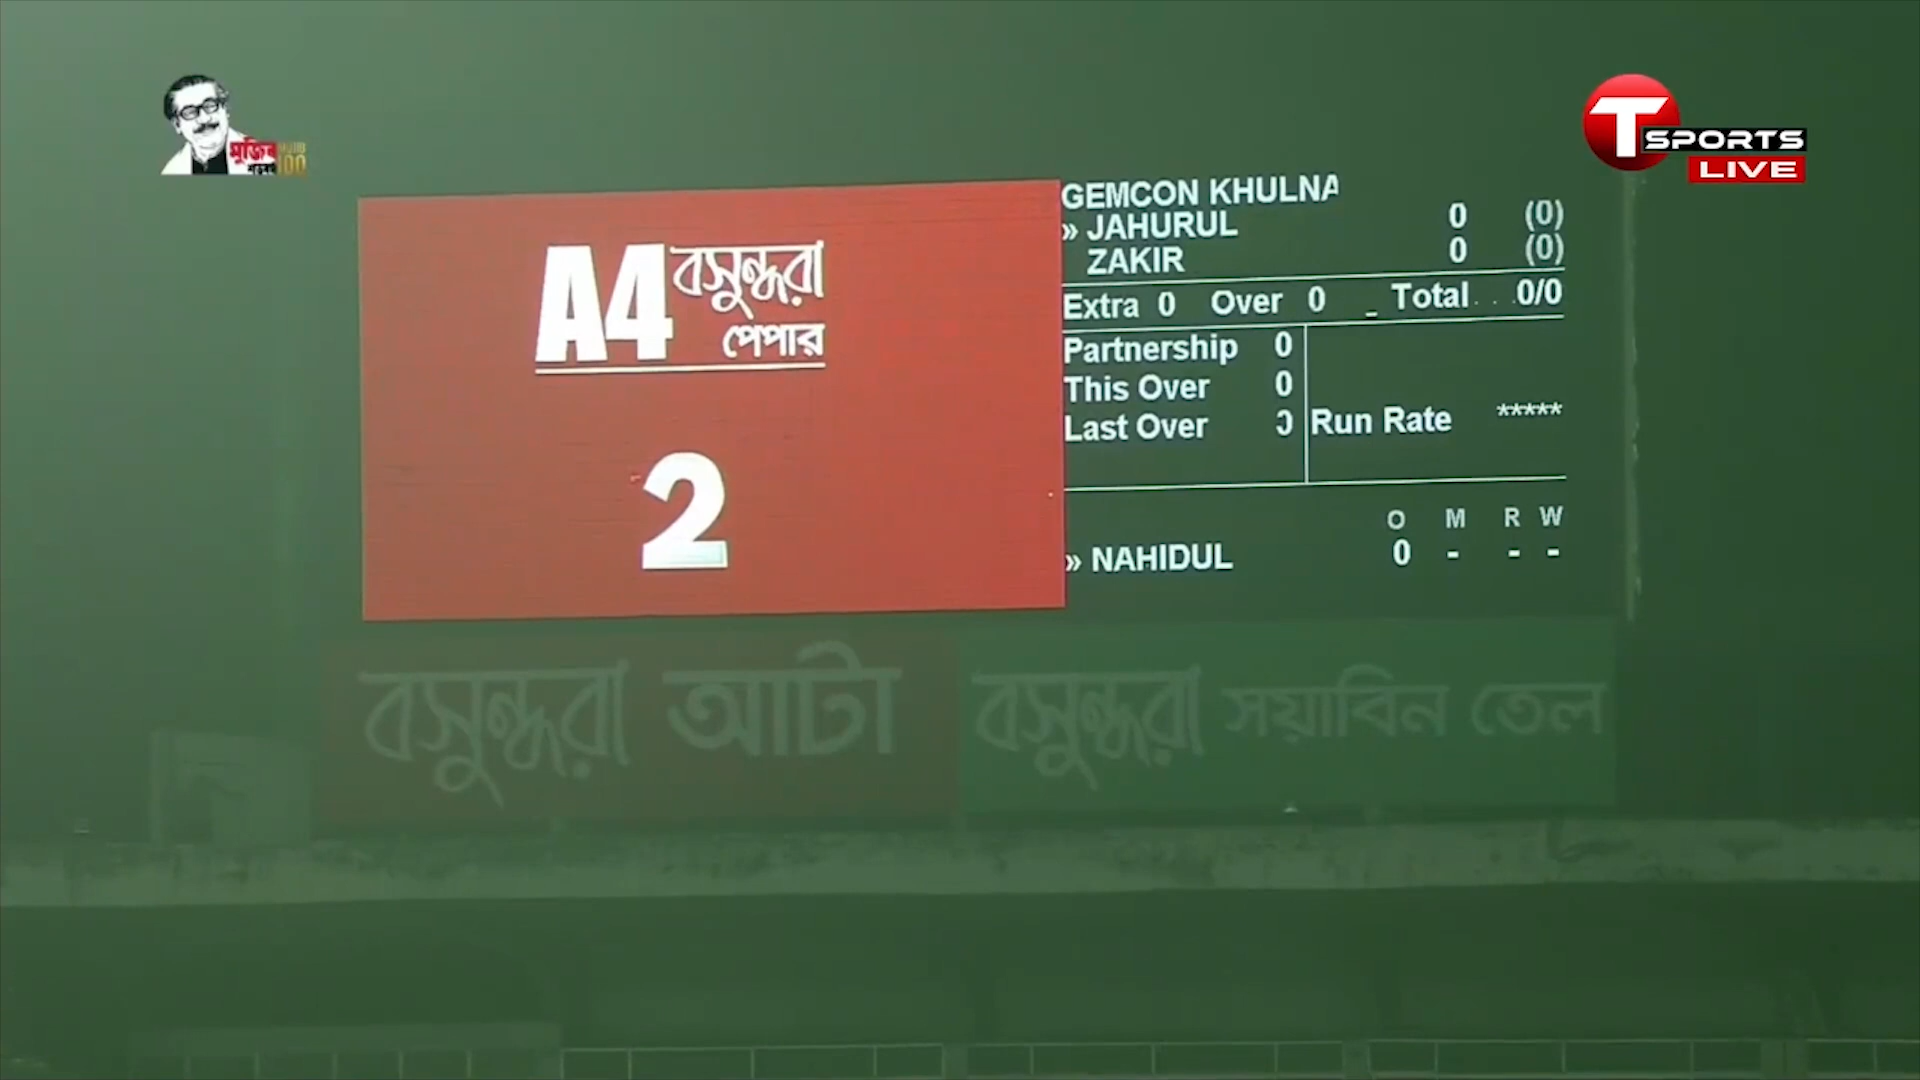 মুজিব
100
T SPORTS
LIVE
A4 বসুন্ধরা
পেপার
2
GEMCON KHULNA
» JAHURUL 0 (0)
ZAKIR 0 (0)
Extra 0 Over 0 Total 0/0
Partnership 0
This Over 0
Last Over 0
Run Rate *****
O M R W
» NAHIDUL 0 - - -
বসুন্ধরা আটা
বসুন্ধরা সয়াবিন তেল